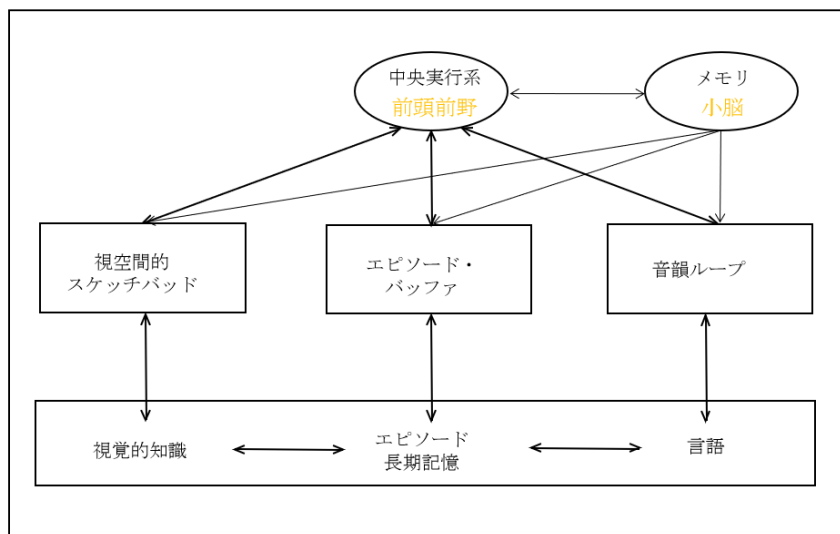 中央実行系
前頭前野
メモリ
小脳
視空間的
スケッチバッド
エピソード・
バッファ
音韻ループ
視覚的知識
エピソード
長期記憶
言語